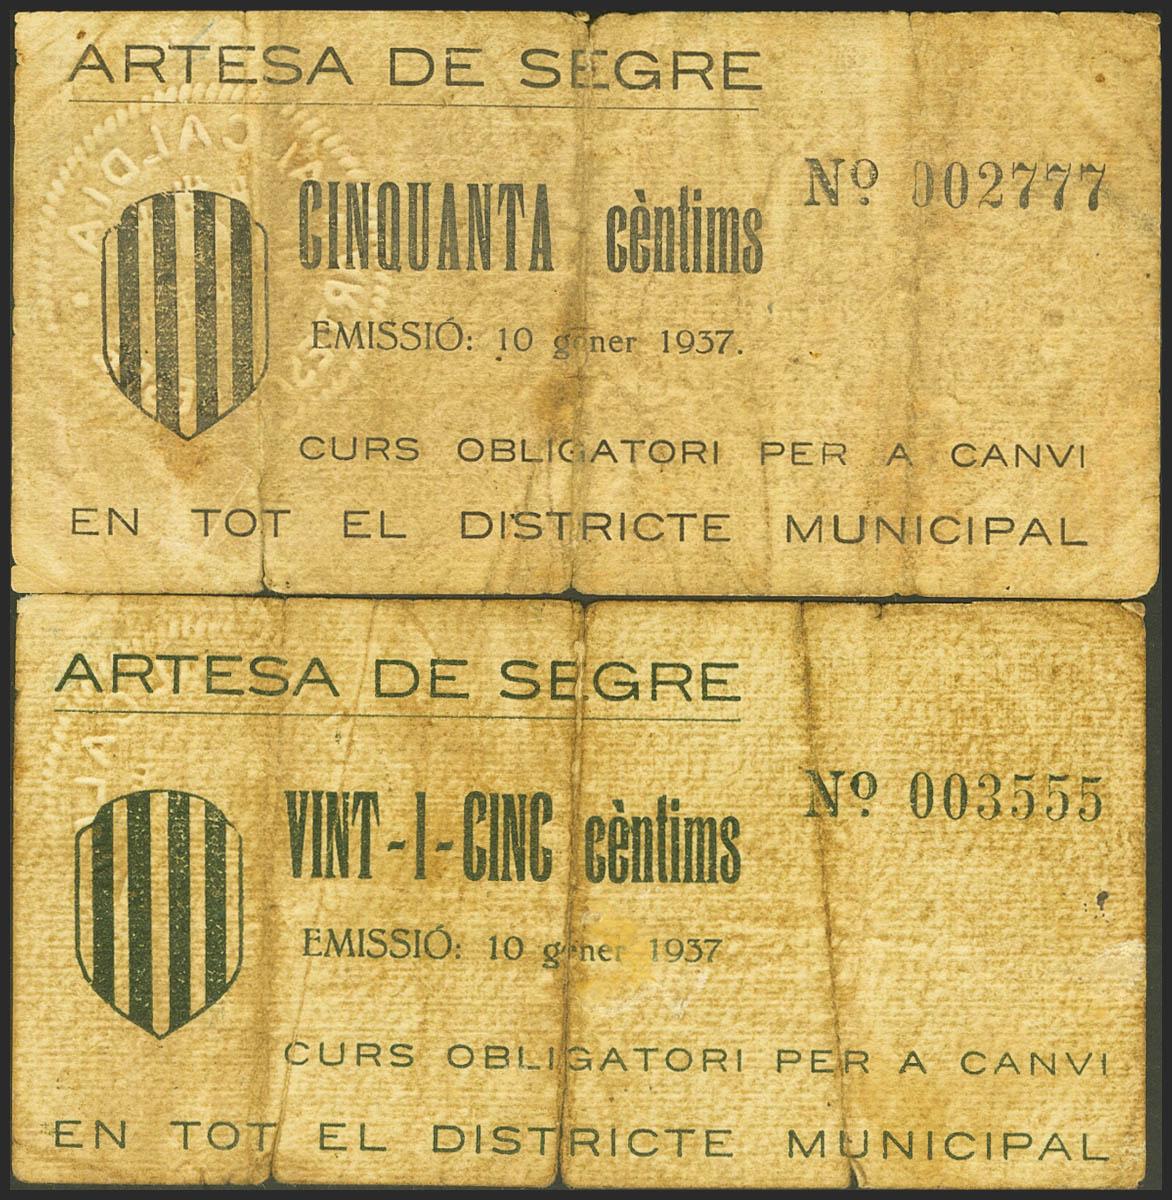 ARTESA DE SEGRE
Nº 002777
CINQUANTA cèntims
EMISSIÓ: 10 gener 1937.
CURS OBLIGATORI PER A CANVI
EN TOT EL DISTRICTE MUNICIPAL
ARTESA DE SEGRE
Nº 003555
VINT-I-CINC cèntims
EMISSIÓ: 10 gener 1937
CURS OBLIGATORI PER A CANVI
EN TOT EL DISTRICTE MUNICIPAL